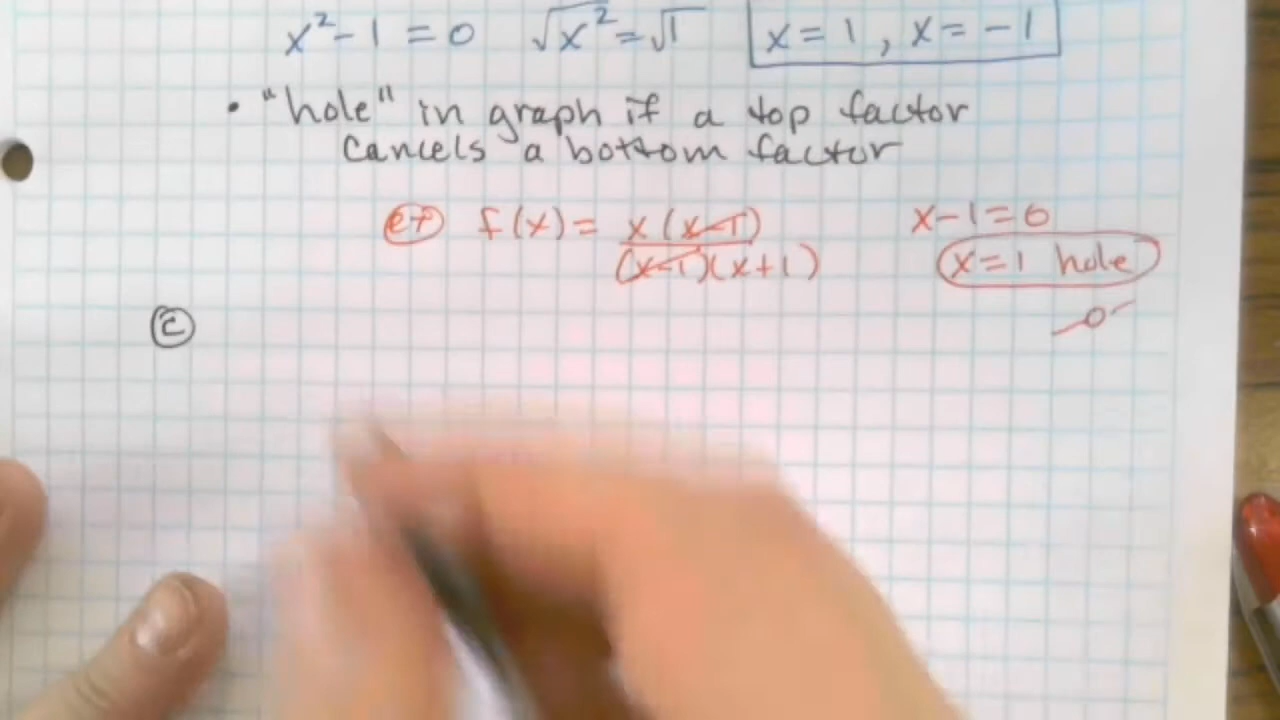 x²-1=0 √x²=√1 x=1, x=-1
• "hole" in graph if a top factor
cancels a bottom factor
ex f(x)= x(x-1) / (x-1)(x+1) x-1=0
x=1 hole
C